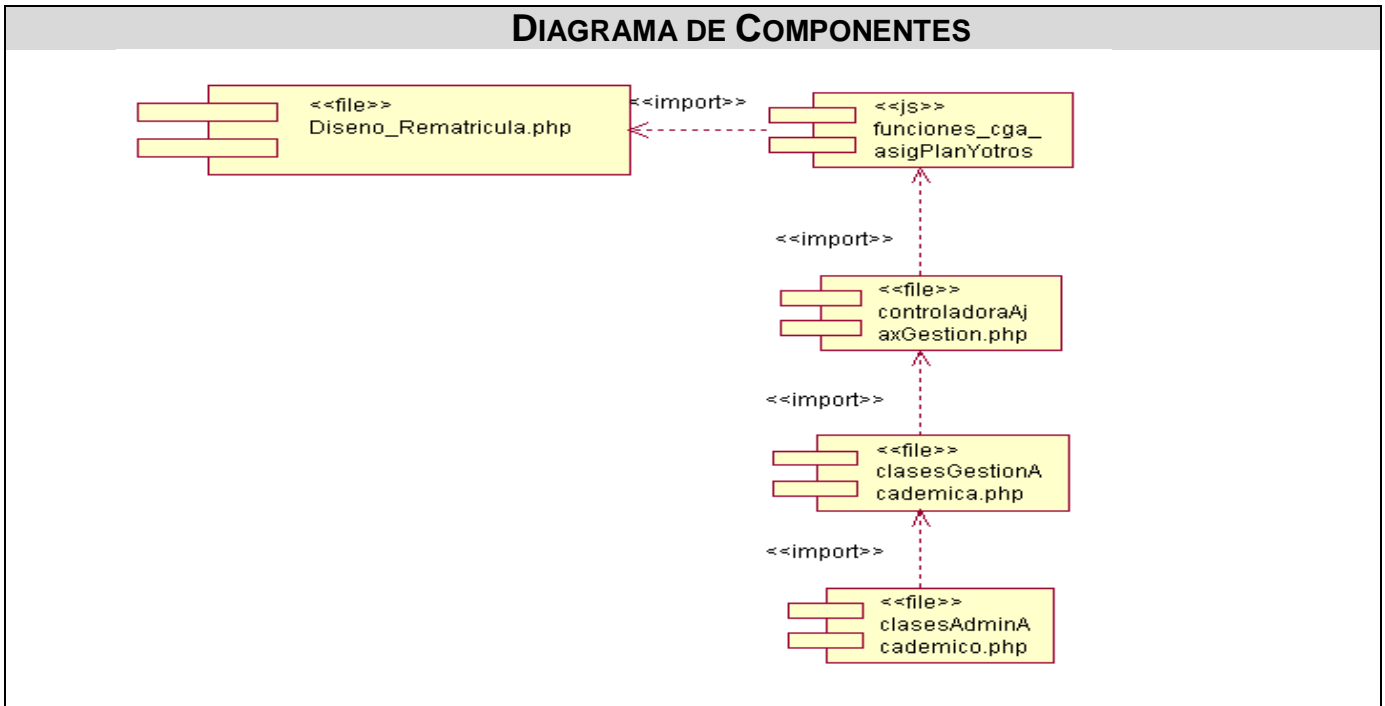 DIAGRAMA DE COMPONENTES
<<file>>
Diseno_Rematricula.php
<<import>>
<<js>>
funciones_cga_
asigPlanYotros
<<import>>
<<file>>
controladoraAj
axGestion.php
<<import>>
<<file>>
clasesGestionA
cademica.php
<<import>>
<<file>>
clasesAdminA
cademico.php